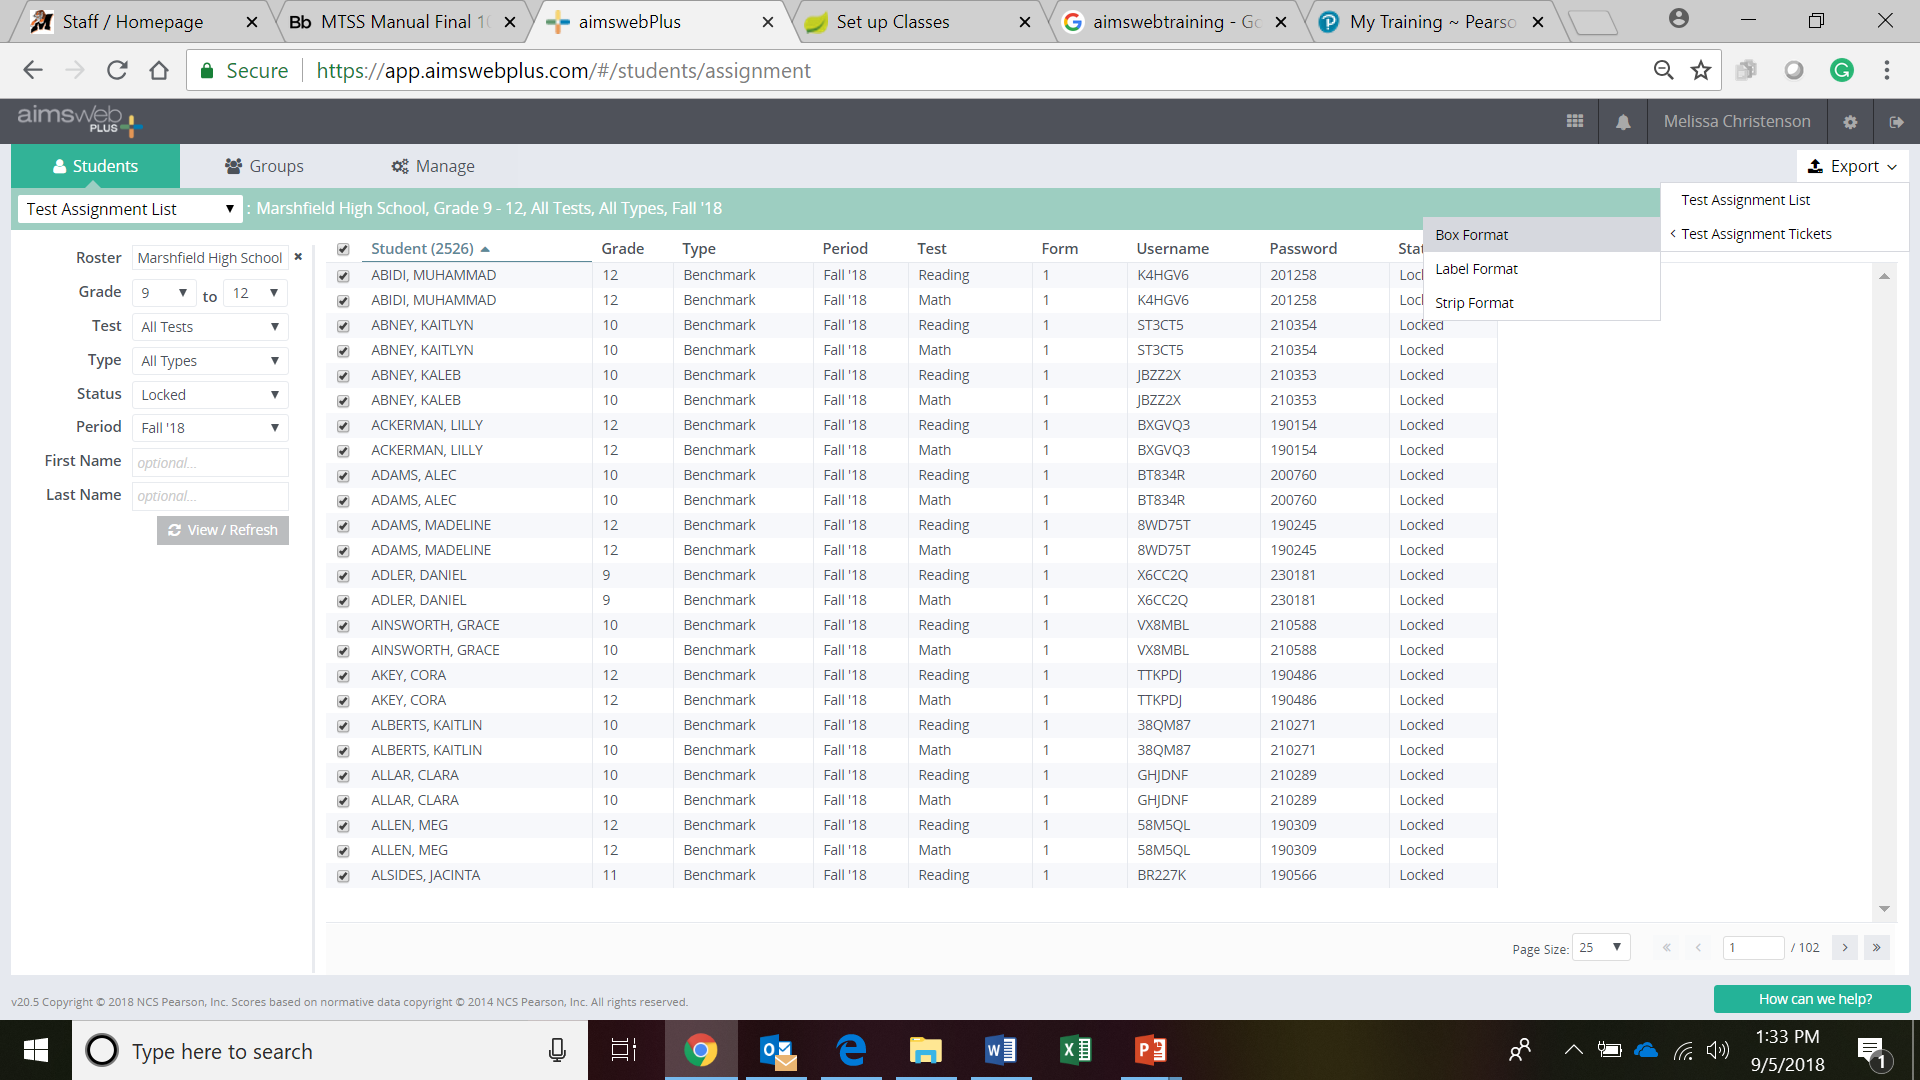 Staff / Homepage
Bb MTSS Manual Final 10
aimswebPlus
Set up Classes
aimswebtraining - Go
My Training ~ Pearso
Secure
https://app.aimswebplus.com/#/students/assignment
aimsweb PLUS
Melissa Christenson
Students
Groups
Manage
Export
Test Assignment List
: Marshfield High School, Grade 9 - 12, All Tests, All Types, Fall '18
Test Assignment List
< Test Assignment Tickets
Box Format
Label Format
Strip Format
Roster Marshfield High School
Grade 9 to 12
Test All Tests
Type All Types
Status Locked
Period Fall '18
First Name optional...
Last Name optional...
View / Refresh
Student (2526) Grade Type Period Test Form Username Password
ABIDI, MUHAMMAD 12 Benchmark Fall '18 Reading 1 K4HGV6 201258
ABIDI, MUHAMMAD 12 Benchmark Fall '18 Math 1 K4HGV6 201258
ABNEY, KAITLYN 10 Benchmark Fall '18 Reading 1 ST3CT5 210354 Locked
ABNEY, KAITLYN 10 Benchmark Fall '18 Math 1 ST3CT5 210354 Locked
ABNEY, KALEB 10 Benchmark Fall '18 Reading 1 JBZZ2X 210353 Locked
ABNEY, KALEB 10 Benchmark Fall '18 Math 1 JBZZ2X 210353 Locked
ACKERMAN, LILLY 12 Benchmark Fall '18 Reading 1 BXGVQ3 190154 Locked
ACKERMAN, LILLY 12 Benchmark Fall '18 Math 1 BXGVQ3 190154 Locked
ADAMS, ALEC 10 Benchmark Fall '18 Reading 1 BT834R 200760 Locked
ADAMS, ALEC 10 Benchmark Fall '18 Math 1 BT834R 200760 Locked
ADAMS, MADELINE 12 Benchmark Fall '18 Reading 1 8WD75T 190245 Locked
ADAMS, MADELINE 12 Benchmark Fall '18 Math 1 8WD75T 190245 Locked
ADLER, DANIEL 9 Benchmark Fall '18 Reading 1 X6CC2Q 230181 Locked
ADLER, DANIEL 9 Benchmark Fall '18 Math 1 X6CC2Q 230181 Locked
AINSWORTH, GRACE 10 Benchmark Fall '18 Reading 1 VX8MBL 210588 Locked
AINSWORTH, GRACE 10 Benchmark Fall '18 Math 1 VX8MBL 210588 Locked
AKEY, CORA 12 Benchmark Fall '18 Reading 1 TTKPDJ 190486 Locked
AKEY, CORA 12 Benchmark Fall '18 Math 1 TTKPDJ 190486 Locked
ALBERTS, KAITLIN 10 Benchmark Fall '18 Reading 1 38QM87 210271 Locked
ALBERTS, KAITLIN 10 Benchmark Fall '18 Math 1 38QM87 210271 Locked
ALLAR, CLARA 10 Benchmark Fall '18 Reading 1 GHJDNF 210289 Locked
ALLAR, CLARA 10 Benchmark Fall '18 Math 1 GHJDNF 210289 Locked
ALLEN, MEG 12 Benchmark Fall '18 Reading 1 58M5QL 190309 Locked
ALLEN, MEG 12 Benchmark Fall '18 Math 1 58M5QL 190309 Locked
ALSIDES, JACINTA 11 Benchmark Fall '18 Reading 1 BR227K 190566 Locked
Page Size: 25 « < 1 / 102 > »
v20.5 Copyright © 2018 NCS Pearson, Inc. Scores based on normative data copyright © 2014 NCS Pearson, Inc. All rights reserved.
How can we help?
Type here to search
1:33 PM
9/5/2018
1